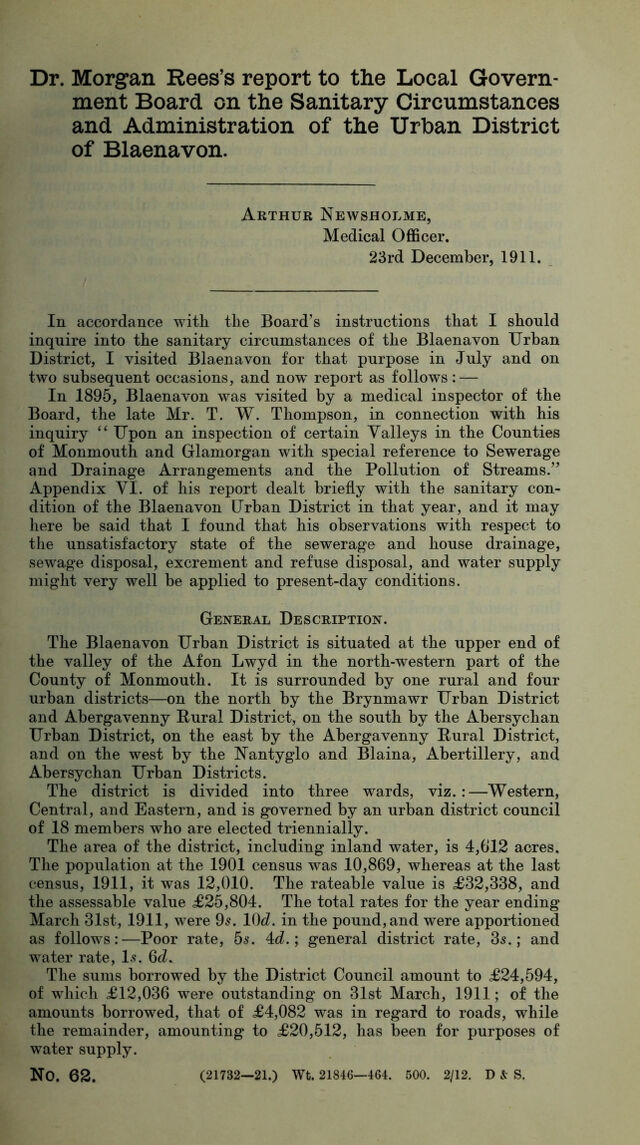 Dr. Morgan Rees's report to the Local Govern-
ment Board on the Sanitary Circumstances
and Administration of the Urban District
of Blaenavon.
Arthur Newsholme,
Medical Officer.
23rd December, 1911.
In accordance with the Board's instructions that I should
inquire into the sanitary circumstances of the Blaenavon Urban
District, I visited Blaenavon for that purpose in July and on
two subsequent occasions, and now report as follows:—
In 1895, Blaenavon was visited by a medical inspector of the
Board, the late Mr. T. W. Thompson, in connection with his
inquiry "Upon an inspection of certain Valleys in the Counties
of Monmouth and Glamorgan with special reference to Sewerage
and Drainage Arrangements and the Pollution of Streams."
Appendix VI. of his report dealt briefly with the sanitary con-
dition of the Blaenavon Urban District in that year, and it may
here be said that I found that his observations with respect to
the unsatisfactory state of the sewerage and house drainage,
sewage disposal, excrement and refuse disposal, and water supply
might very well be applied to present-day conditions.
General Description.
The Blaenavon Urban District is situated at the upper end of
the valley of the Afon Lwyd in the north-western part of the
County of Monmouth. It is surrounded by one rural and four
urban districts—on the north by the Brynmawr Urban District
and Abergavenny Rural District, on the south by the Abersychan
Urban District, on the east by the Abergavenny Rural District,
and on the west by the Nantyglo and Blaina, Abertillery, and
Abersychan Urban Districts.
The district is divided into three wards, viz.:—Western,
Central, and Eastern, and is governed by an urban district council
of 18 members who are elected triennially.
The area of the district, including inland water, is 4,612 acres.
The population at the 1901 census was 10,869, whereas at the last
census, 1911, it was 12,010. The rateable value is £32,338, and
the assessable value £25,804. The total rates for the year ending
March 31st, 1911, were 9s. 10d. in the pound, and were apportioned
as follows:—Poor rate, 5s. 4d.; general district rate, 3s.; and
water rate, 1s. 6d.
The sums borrowed by the District Council amount to £24,594,
of which £12,036 were outstanding on 31st March, 1911; of the
amounts borrowed, that of £4,082 was in regard to roads, while
the remainder, amounting to £20,512, has been for purposes of
water supply.
No. 62. (21732—21.) Wt. 21846—464. 500. 2/12. D & S.